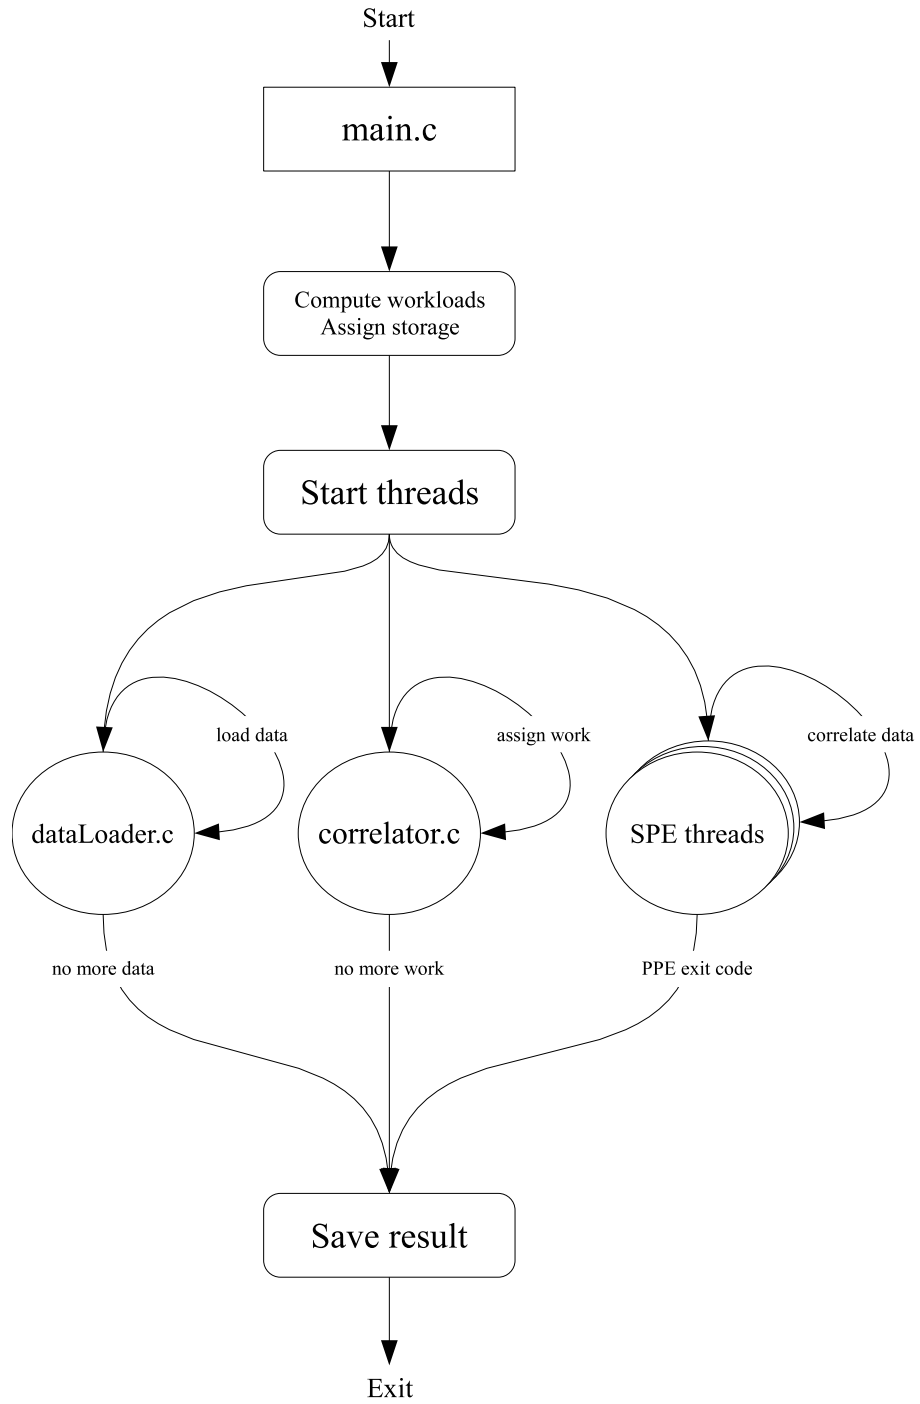 Start
main.c
Compute workloads
Assign storage
Start threads
load data
assign work
correlate data
dataLoader.c
correlator.c
SPE threads
no more data
no more work
PPE exit code
Save result
Exit